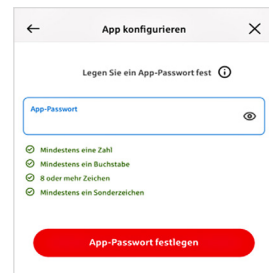 App konfigurieren
Legen Sie ein App-Passwort fest
App-Passwort
Mindestens eine Zahl
Mindestens ein Buchstabe
8 oder mehr Zeichen
Mindestens ein Sonderzeichen
App-Passwort festlegen